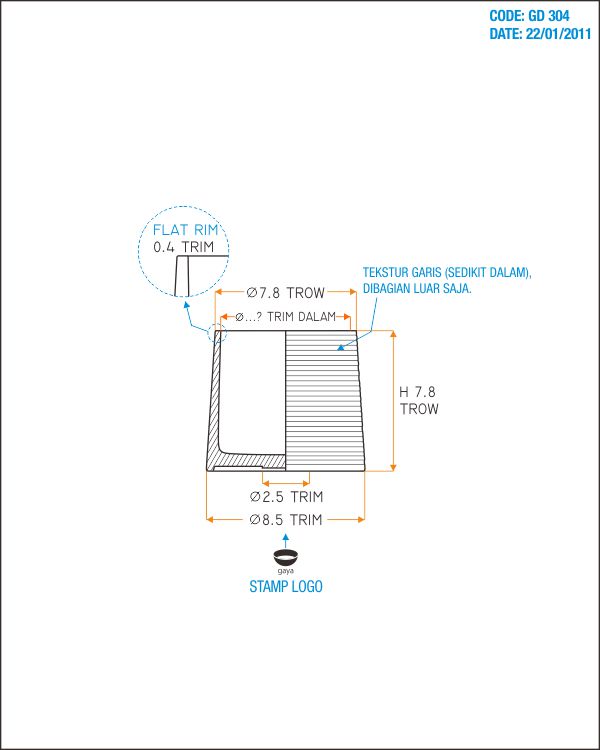 CODE: GD 304
DATE: 22/01/2011
FLAT RIM
0.4 TRIM
TEKSTUR GARIS (SEDIKIT DALAM),
DIBAGIAN LUAR SAJA.
Ø7.8 TROW
Ø...? TRIM DALAM
H 7.8
TROW
Ø2.5 TRIM
Ø8.5 TRIM
gaya
STAMP LOGO